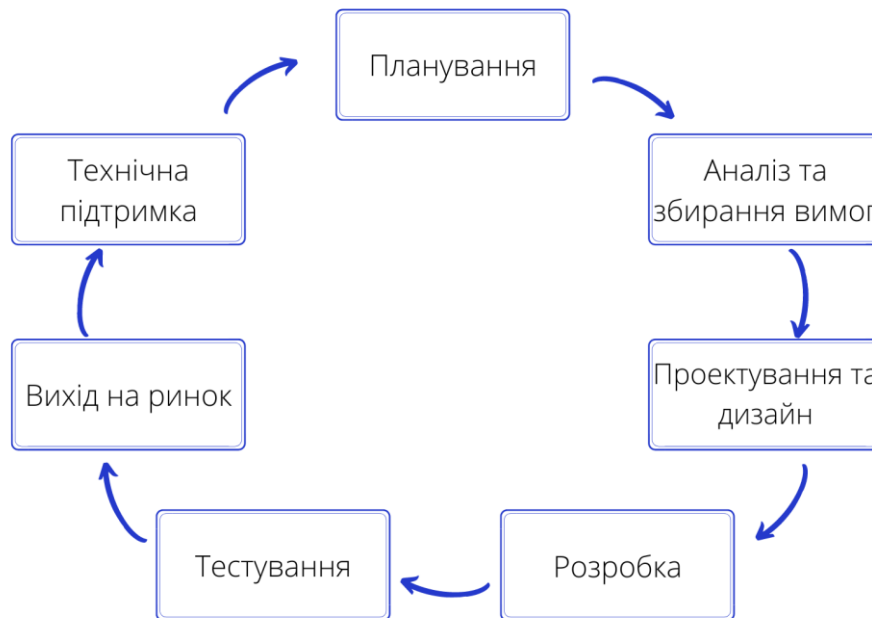 Планування
Аналіз та
збирання вимог
Проектування та
дизайн
Розробка
Тестування
Вихід на ринок
Технічна
підтримка